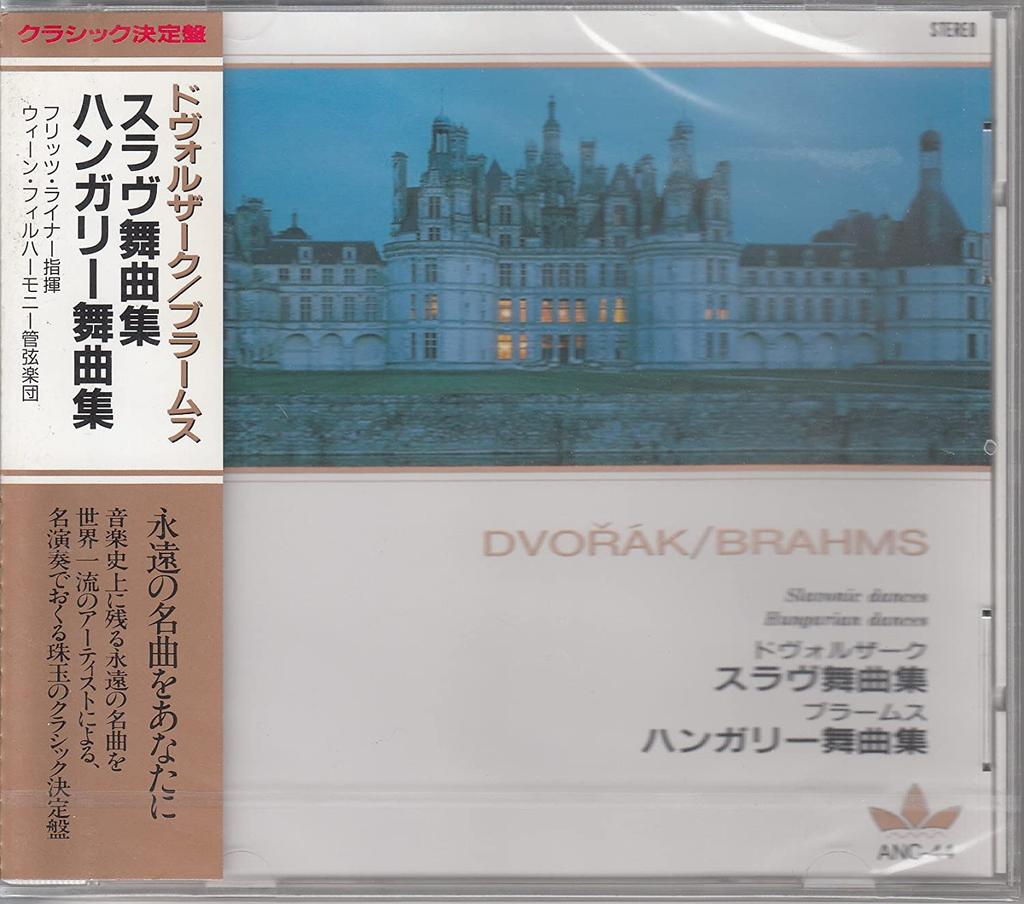 クラシック決定盤
ドヴォルザーク/ブラームス
スラヴ舞曲集
ハンガリー舞曲集
フリッツ・ライナー指揮
ウィーン・フィルハーモニー管弦楽団
永遠の名曲をあなたに
音楽史上に残る永遠の名曲を
世界一流のアーティストによる、
名演奏でおくる珠玉のクラシック決定盤
STEREO
DVOŘÁK/BRAHMS
Slavonic dances
Hungarian dances
ドヴォルザーク
スラヴ舞曲集
ブラームス
ハンガリー舞曲集
ANC-44